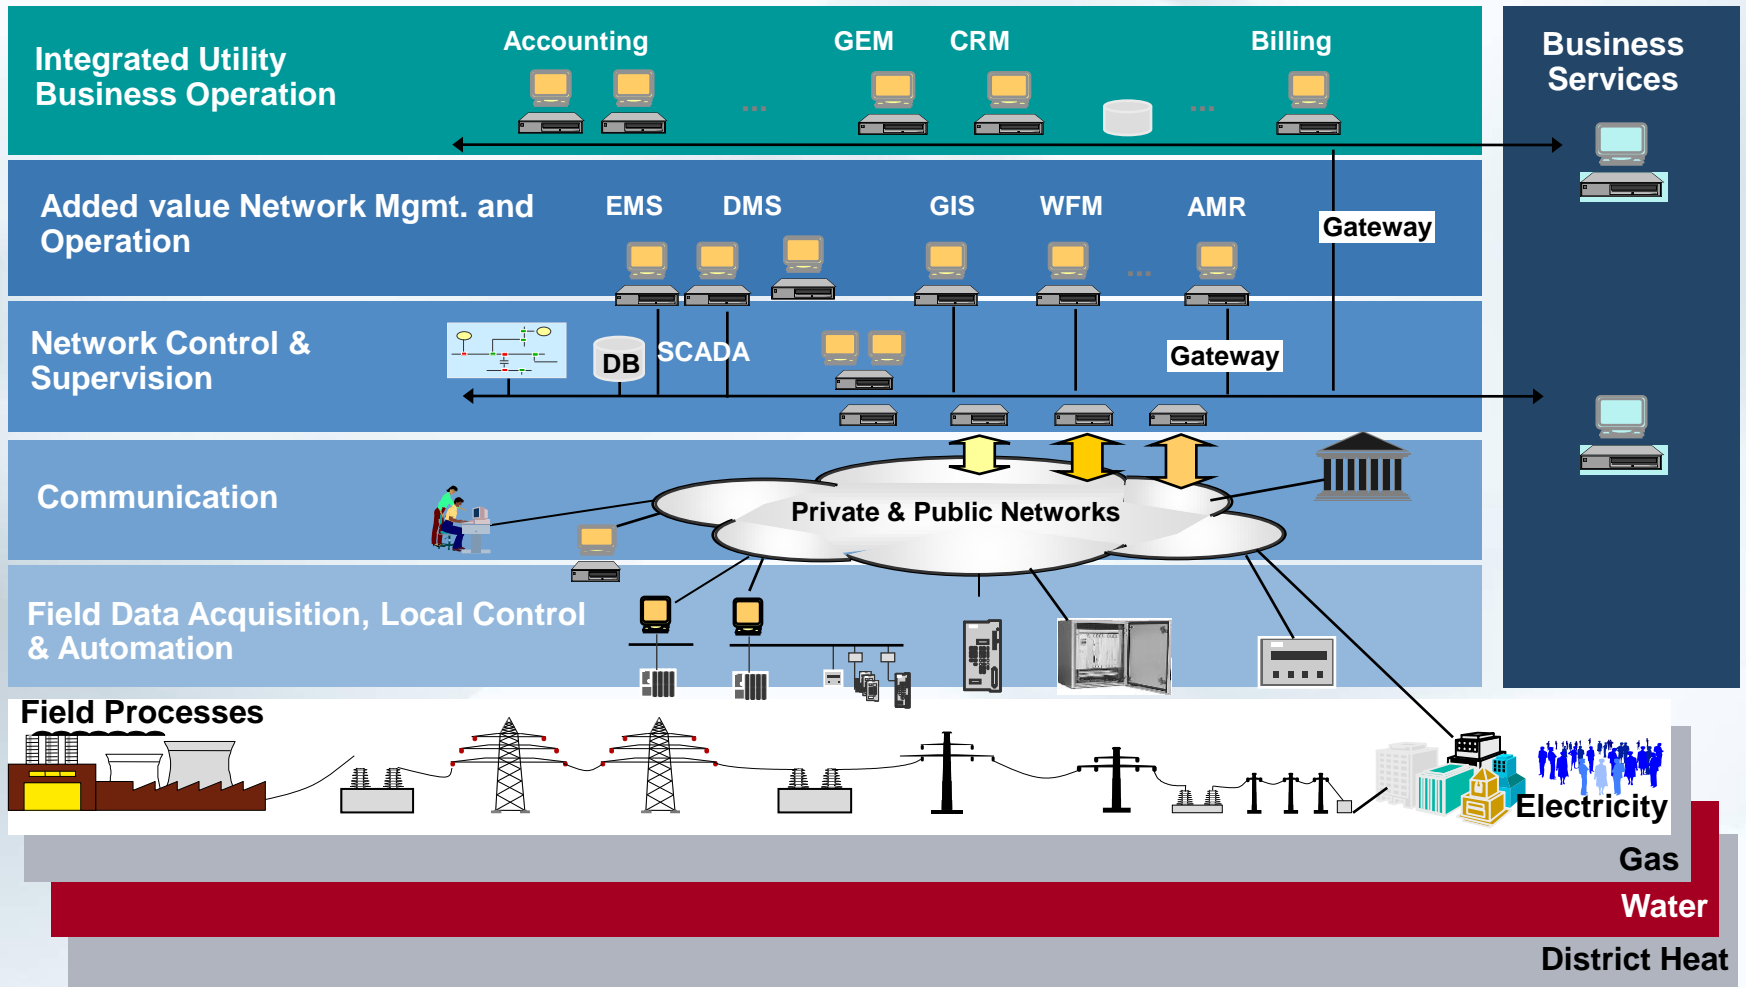 Integrated Utility
Business Operation
Accounting
GEM
CRM
Billing
...
...
Business
Services
Added value Network Mgmt. and
Operation
EMS
DMS
GIS
WFM
AMR
...
Gateway
Network Control &
Supervision
DB
SCADA
Gateway
Communication
Private & Public Networks
Field Data Acquisition, Local Control
& Automation
Field Processes
Electricity
Gas
Water
District Heat